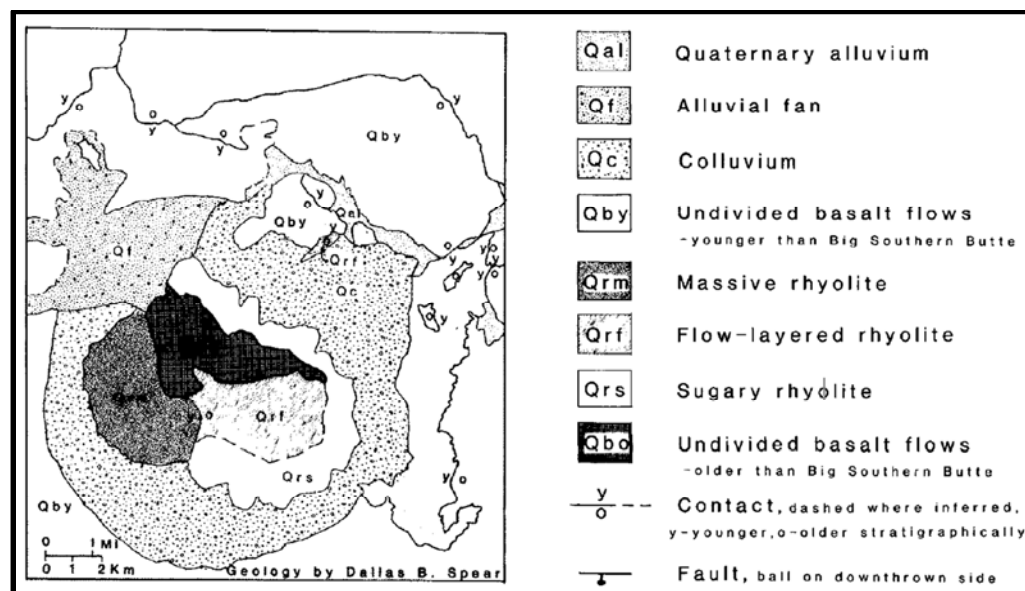 y
o
y
o
y
o
y
y
o
Qby
y
o
Qby
Qal
y
Qrf
Qf
Qc
y
o
y
y
o
y
y o
Qrf
Qrs
y
o
Qby
0 1 MI
0 1 2 Km
Geology by Dallas B. Spear
Qal Quaternary alluvium
Qf Alluvial fan
Qc Colluvium
Qby Undivided basalt flows
-younger than Big Southern Butte
Qrm Massive rhyolite
Qrf Flow-layered rhyolite
Qrs Sugary rhyolite
Qbo Undivided basalt flows
-older than Big Southern Butte
y
o
Contact, dashed where inferred,
y-younger, o-older stratigraphically
Fault, ball on downthrown side